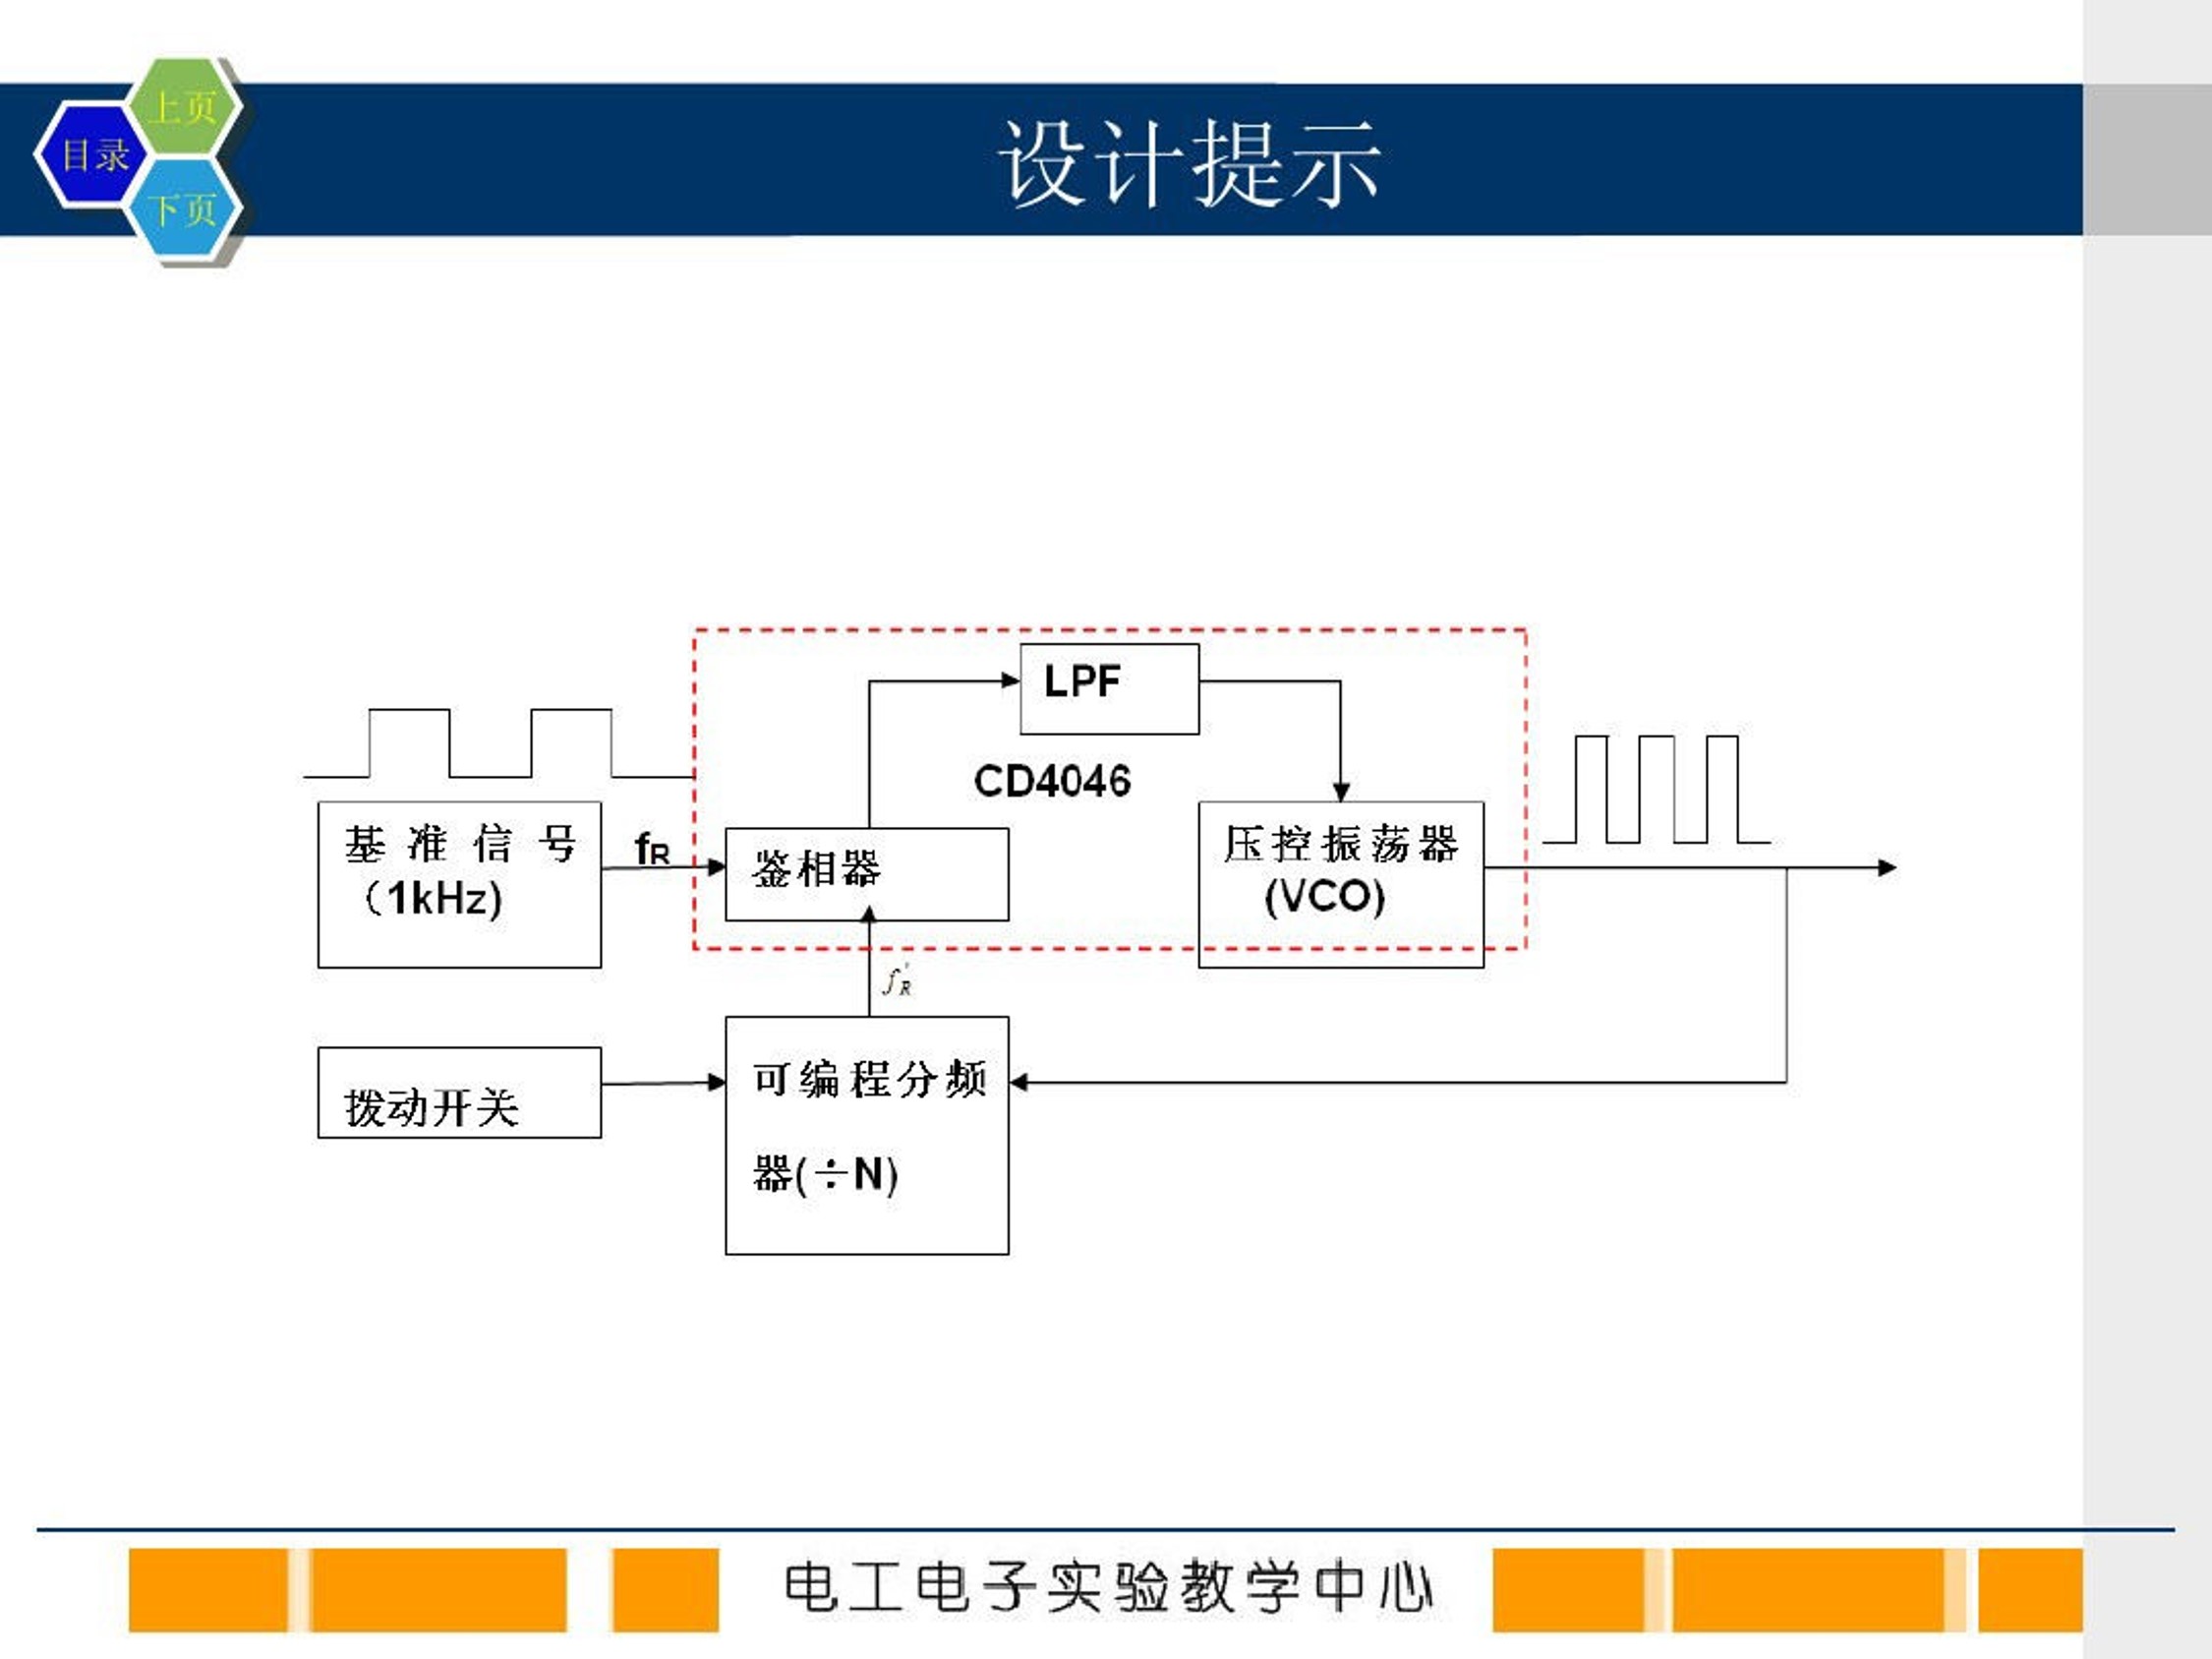 上页
目录
下页
设计提示
LPF
CD4046
基准信号
（1kHz)
fR
鉴相器
压控振荡器
(VCO)
f'R
拨动开关
可编程分频
器(÷N)
电工电子实验教学中心